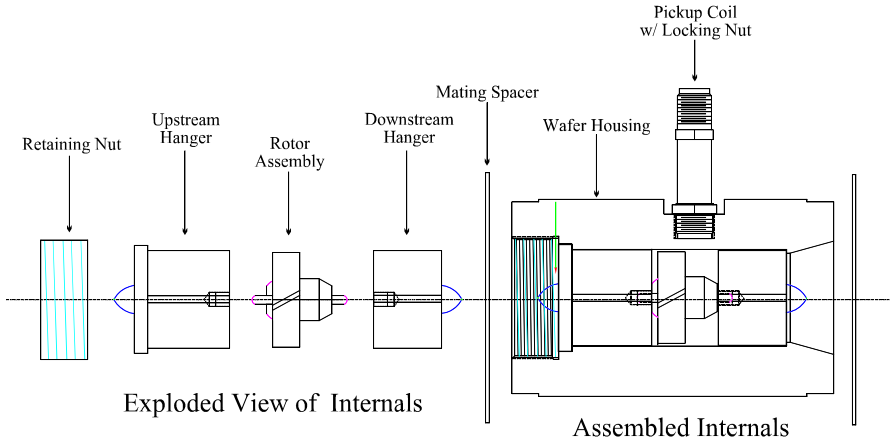 Pickup Coil
w/ Locking Nut
Mating Spacer
Upstream
Hanger
Downstream
Hanger
Wafer Housing
Retaining Nut
Rotor
Assembly
Exploded View of Internals
Assembled Internals